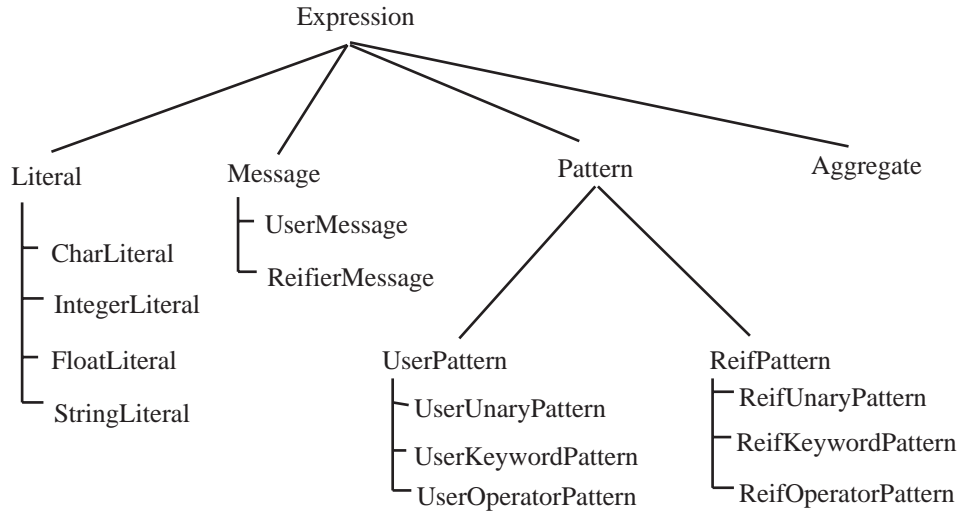 Expression
Literal
Message
Pattern
Aggregate
CharLiteral
IntegerLiteral
FloatLiteral
StringLiteral
UserMessage
ReifierMessage
UserPattern
UserUnaryPattern
UserKeywordPattern
UserOperatorPattern
ReifPattern
ReifUnaryPattern
ReifKeywordPattern
ReifOperatorPattern